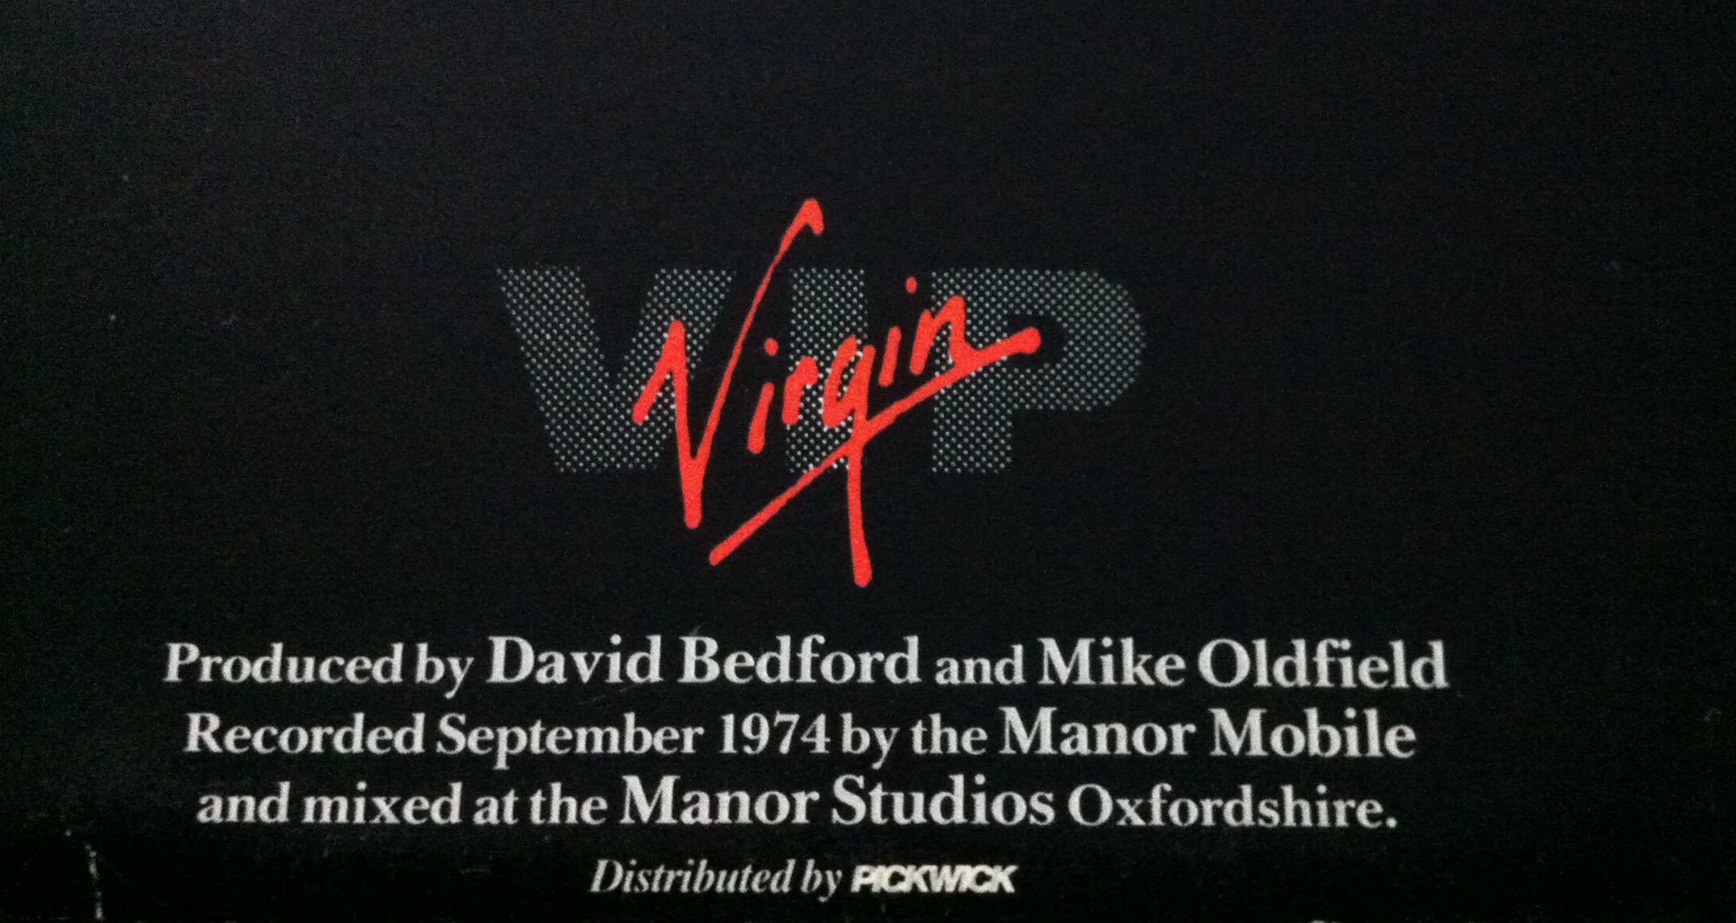 VIP
Virgin
Produced by David Bedford and Mike Oldfield
Recorded September 1974 by the Manor Mobile
and mixed at the Manor Studios Oxfordshire.
Distributed by PICKWICK